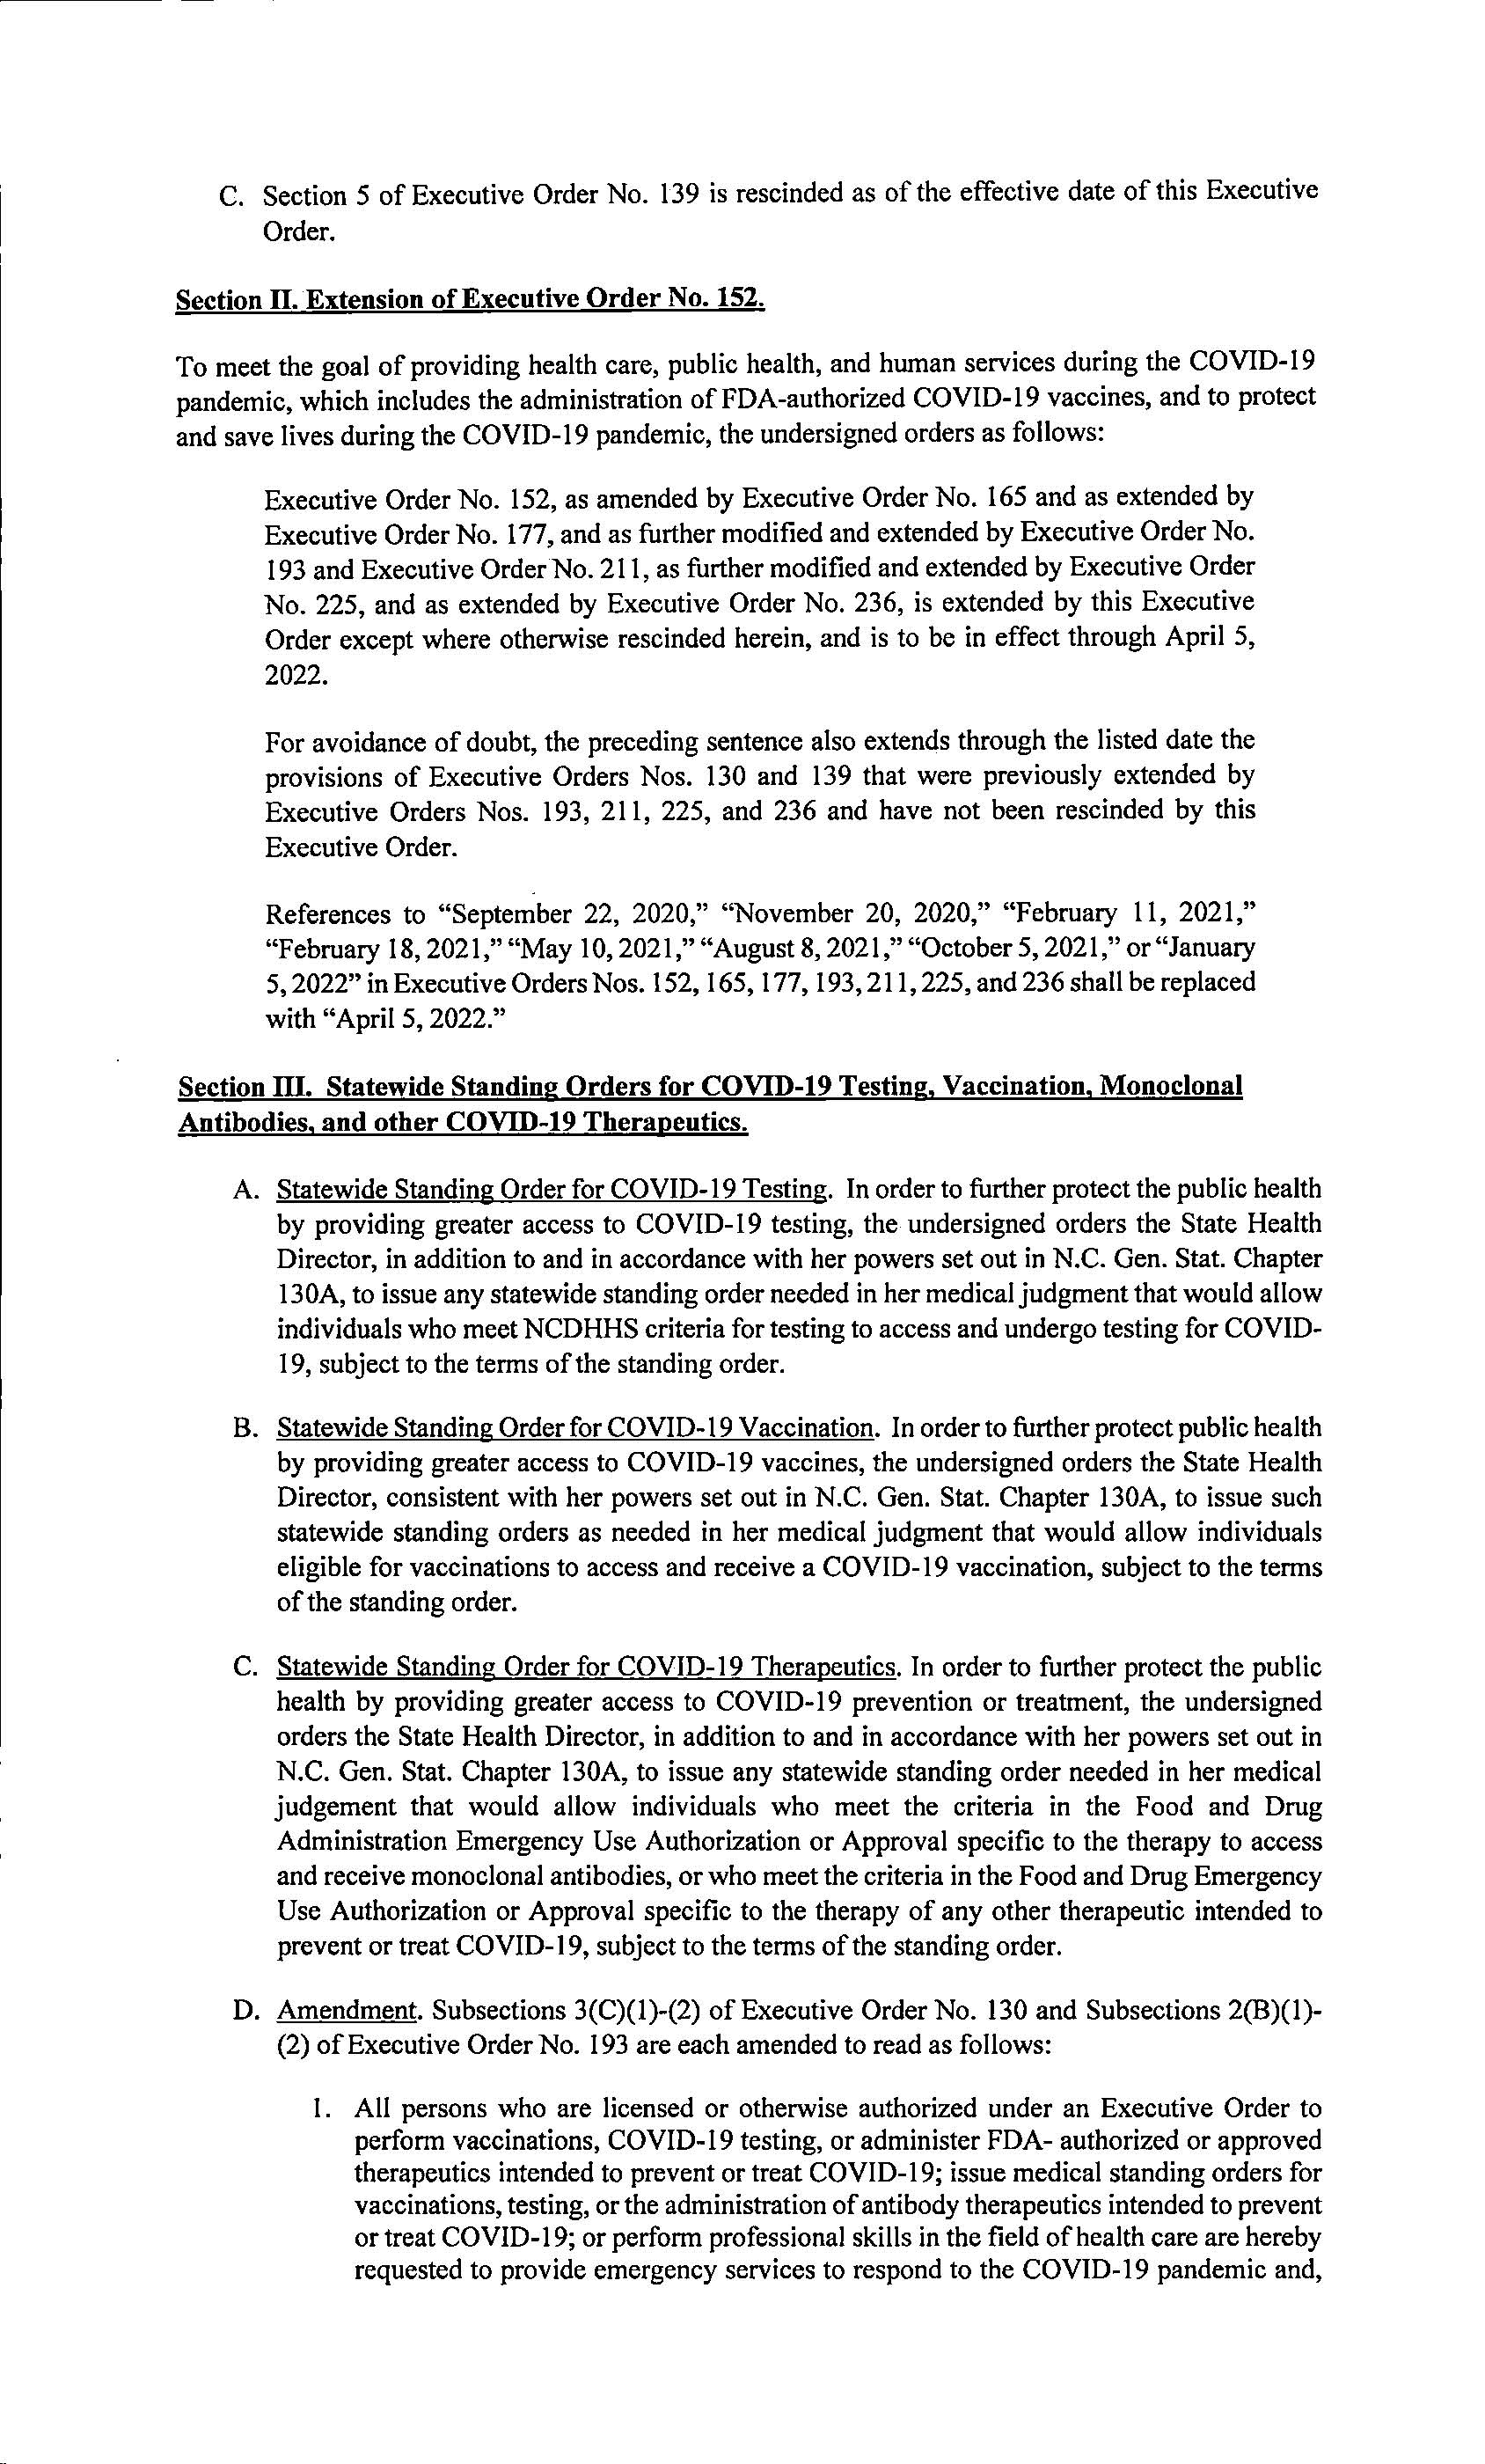 C. Section 5 of Executive Order No. 139 is rescinded as of the effective date of this Executive
Order.
Section II. Extension of Executive Order No. 152.
To meet the goal of providing health care, public health, and human services during the COVID-19
pandemic, which includes the administration of FDA-authorized COVID-19 vaccines, and to protect
and save lives during the COVID-19 pandemic, the undersigned orders as follows:
Executive Order No. 152, as amended by Executive Order No. 165 and as extended by
Executive Order No. 177, and as further modified and extended by Executive Order No.
193 and Executive Order No. 211, as further modified and extended by Executive Order
No. 225, and as extended by Executive Order No. 236, is extended by this Executive
Order except where otherwise rescinded herein, and is to be in effect through April 5,
2022.
For avoidance of doubt, the preceding sentence also extends through the listed date the
provisions of Executive Orders Nos. 130 and 139 that were previously extended by
Executive Orders Nos. 193, 211, 225, and 236 and have not been rescinded by this
Executive Order.
References to “September 22, 2020,” “November 20, 2020,” “February 11, 2021,”
“February 18, 2021,” “May 10, 2021,” “August 8, 2021,” “October 5, 2021,” or “January
5, 2022” in Executive Orders Nos. 152, 165, 177, 193, 211, 225, and 236 shall be replaced
with “April 5, 2022.”
Section III. Statewide Standing Orders for COVID-19 Testing, Vaccination, Monoclonal
Antibodies, and other COVID-19 Therapeutics.
A. Statewide Standing Order for COVID-19 Testing. In order to further protect the public health
by providing greater access to COVID-19 testing, the undersigned orders the State Health
Director, in addition to and in accordance with her powers set out in N.C. Gen. Stat. Chapter
130A, to issue any statewide standing order needed in her medical judgment that would allow
individuals who meet NCDHHS criteria for testing to access and undergo testing for COVID-
19, subject to the terms of the standing order.
B. Statewide Standing Order for COVID-19 Vaccination. In order to further protect public health
by providing greater access to COVID-19 vaccines, the undersigned orders the State Health
Director, consistent with her powers set out in N.C. Gen. Stat. Chapter 130A, to issue such
statewide standing orders as needed in her medical judgment that would allow individuals
eligible for vaccinations to access and receive a COVID-19 vaccination, subject to the terms
of the standing order.
C. Statewide Standing Order for COVID-19 Therapeutics. In order to further protect the public
health by providing greater access to COVID-19 prevention or treatment, the undersigned
orders the State Health Director, in addition to and in accordance with her powers set out in
N.C. Gen. Stat. Chapter 130A, to issue any statewide standing order needed in her medical
judgement that would allow individuals who meet the criteria in the Food and Drug
Administration Emergency Use Authorization or Approval specific to the therapy to access
and receive monoclonal antibodies, or who meet the criteria in the Food and Drug Emergency
Use Authorization or Approval specific to the therapy of any other therapeutic intended to
prevent or treat COVID-19, subject to the terms of the standing order.
D. Amendment. Subsections 3(C)(1)-(2) of Executive Order No. 130 and Subsections 2(B)(1)-
(2) of Executive Order No. 193 are each amended to read as follows:
1. All persons who are licensed or otherwise authorized under an Executive Order to
perform vaccinations, COVID-19 testing, or administer FDA- authorized or approved
therapeutics intended to prevent or treat COVID-19; issue medical standing orders for
vaccinations, testing, or the administration of antibody therapeutics intended to prevent
or treat COVID-19; or perform professional skills in the field of health care are hereby
requested to provide emergency services to respond to the COVID-19 pandemic and,